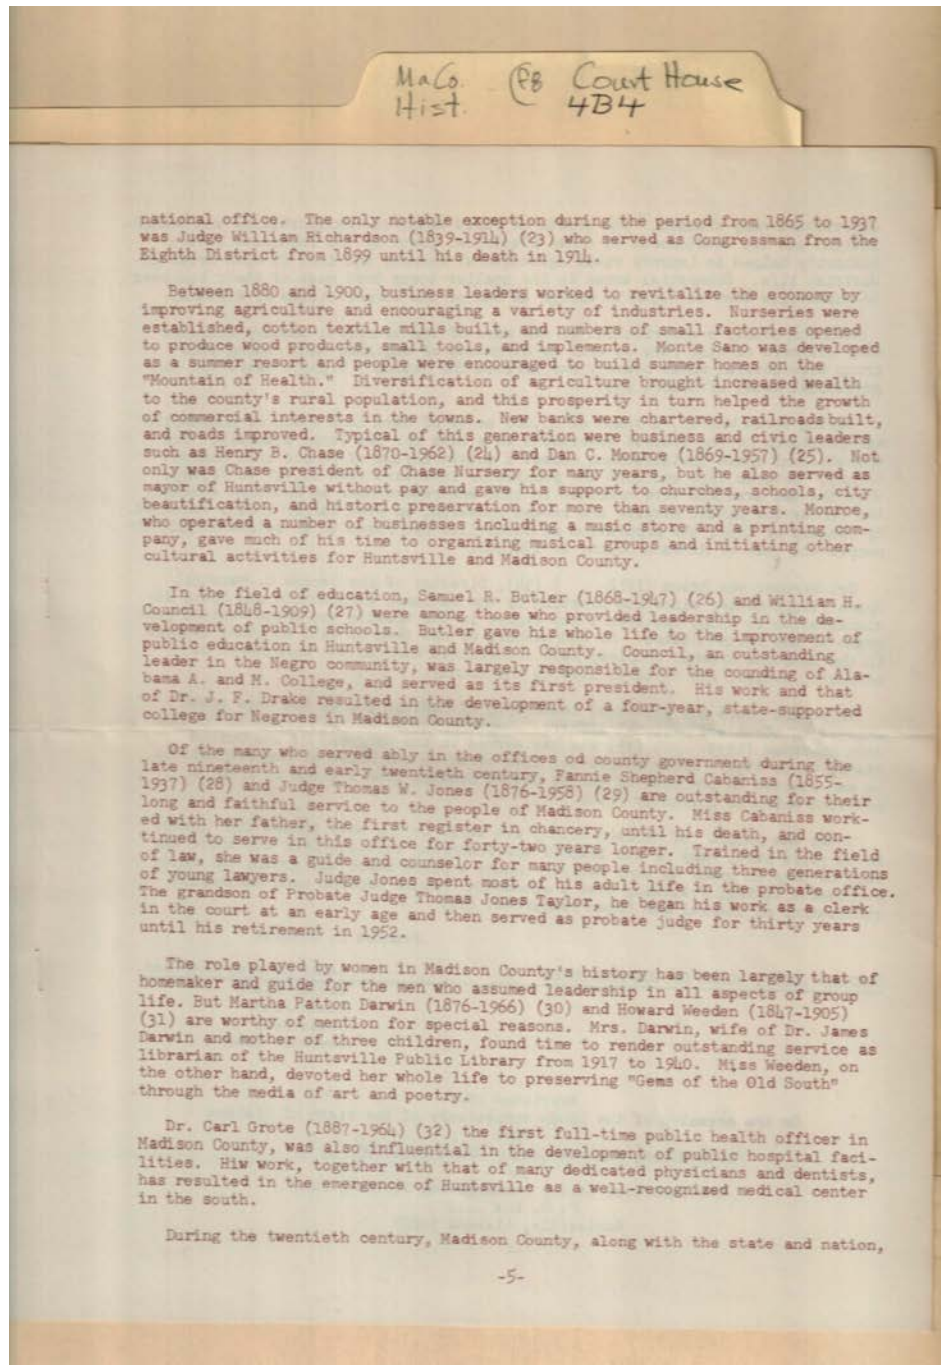 MaCo. (P8 Court House
Hist. 4B4
national office. The only notable exception during the period from 1865 to 1937
was Judge William Richardson (1839-1914) (23) who served as Congressman from the
Eighth District from 1899 until his death in 1914.
Between 1880 and 1900, business leaders worked to revitalize the economy by
improving agriculture and encouraging a variety of industries. Nurseries were
established, cotton textile mills built, and numbers of small factories opened
to produce wood products, small tools, and implements. Monte Sano was developed
as a summer resort and people were encouraged to build summer homes on the
"Mountain of Health." Diversification of agriculture brought increased wealth
to the county's rural population, and this prosperity in turn helped the growth
of commercial interests in the towns. New banks were chartered, railroads built,
and roads improved. Typical of this generation were business and civic leaders
such as Henry B. Chase (1870-1962) (24) and Dan C. Monroe (1869-1957) (25). Not
only was Chase president of Chase Nursery for many years, but he also served as
mayor of Huntsville without pay and gave his support to churches, schools, city
beautification, and historic preservation for more than seventy years. Monroe,
who operated a number of businesses including a music store and a printing com-
pany, gave much of his time to organizing musical groups and initiating other
cultural activities for Huntsville and Madison County.
In the field of education, Samuel R. Butler (1868-1947) (26) and William H.
Council (1848-1909) (27) were among those who provided leadership in the de-
velopment of public schools. Butler gave his whole life to the improvement of
public education in Huntsville and Madison County. Council, an outstanding
leader in the Negro community, was largely responsible for the counding of Ala-
bama A. and M. College, and served as its first president. His work and that
of Dr. J. F. Drake resulted in the development of a four-year, state-supported
college for Negroes in Madison County.
Of the many who served ably in the offices od county government during the
late nineteenth and early twentieth century, Fannie Shepherd Cabaniss (1855-
1937) (28) and Judge Thomas W. Jones (1876-1958) (29) are outstanding for their
long and faithful service to the people of Madison County. Miss Cabaniss work-
ed with her father, the first register in chancery, until his death, and con-
tinued to serve in this office for forty-two years longer. Trained in the field
of law, she was a guide and counselor for many people including three generations
of young lawyers. Judge Jones spent most of his adult life in the probate office.
The grandson of Probate Judge Thomas Jones Taylor, he began his work as a clerk
in the court at an early age and then served as probate judge for thirty years
until his retirement in 1952.
The role played by women in Madison County's history has been largely that of
homemaker and guide for the men who assumed leadership in all aspects of group
life. But Martha Patton Darwin (1876-1966) (30) and Howard Weeden (1847-1905)
(31) are worthy of mention for special reasons. Mrs. Darwin, wife of Dr. James
Darwin and mother of three children, found time to render outstanding service as
librarian of the Huntsville Public Library from 1917 to 1940. Miss Weeden, on
the other hand, devoted her whole life to preserving "Gems of the Old South"
through the media of art and poetry.
Dr. Carl Grote (1887-1964) (32) the first full-time public health officer in
Madison County, was also influential in the development of public hospital faci-
lities. Hiw work, together with that of many dedicated physicians and dentists,
has resulted in the emergence of Huntsville as a well-recognized medical center
in the south.
During the twentieth century, Madison County, along with the state and nation,
-5-